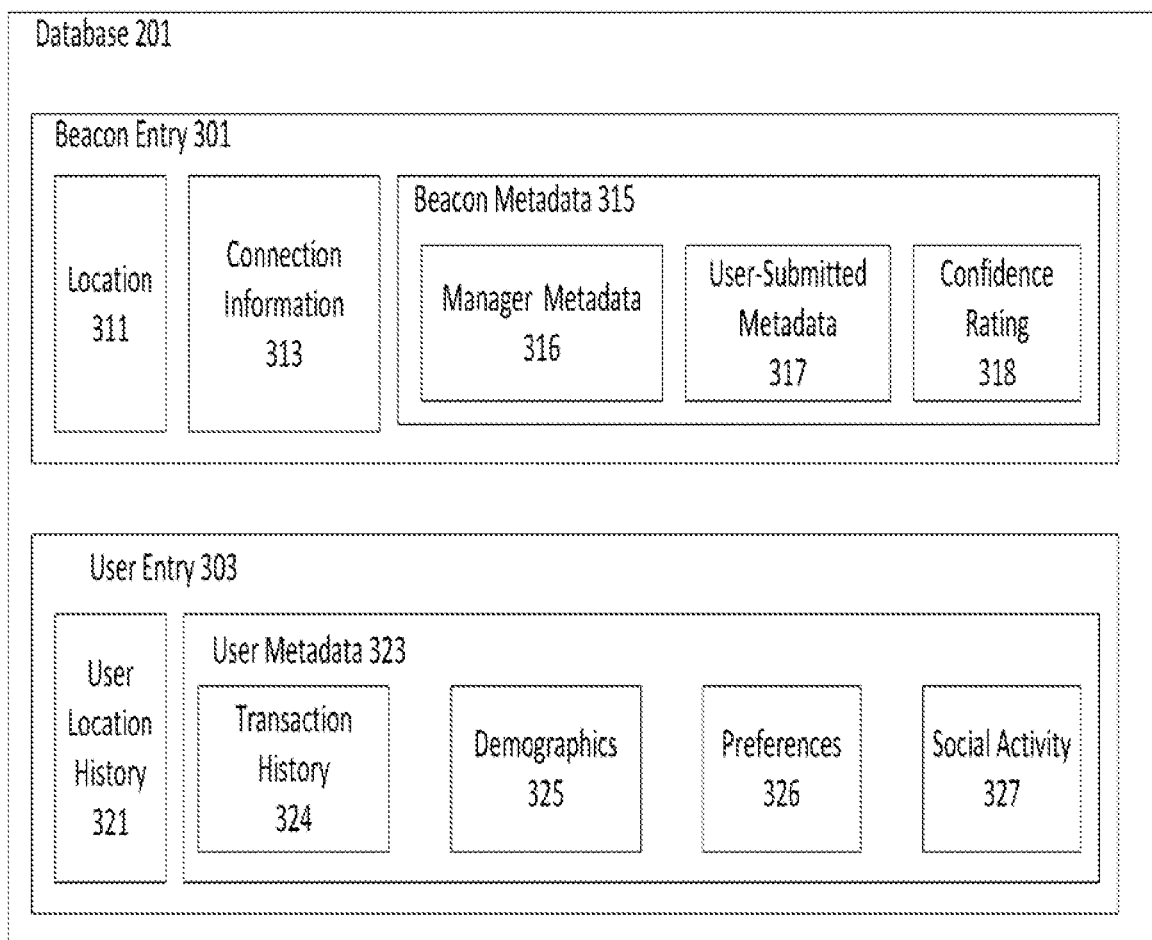 Database 201
Beacon Entry 301
Location
311
Connection
Information
313
Beacon Metadata 315
Manager Metadata
316
User-Submitted
Metadata
317
Confidence
Rating
318
User Entry 303
User
Location
History
321
User Metadata 323
Transaction
History
324
Demographics
325
Preferences
326
Social Activity
327